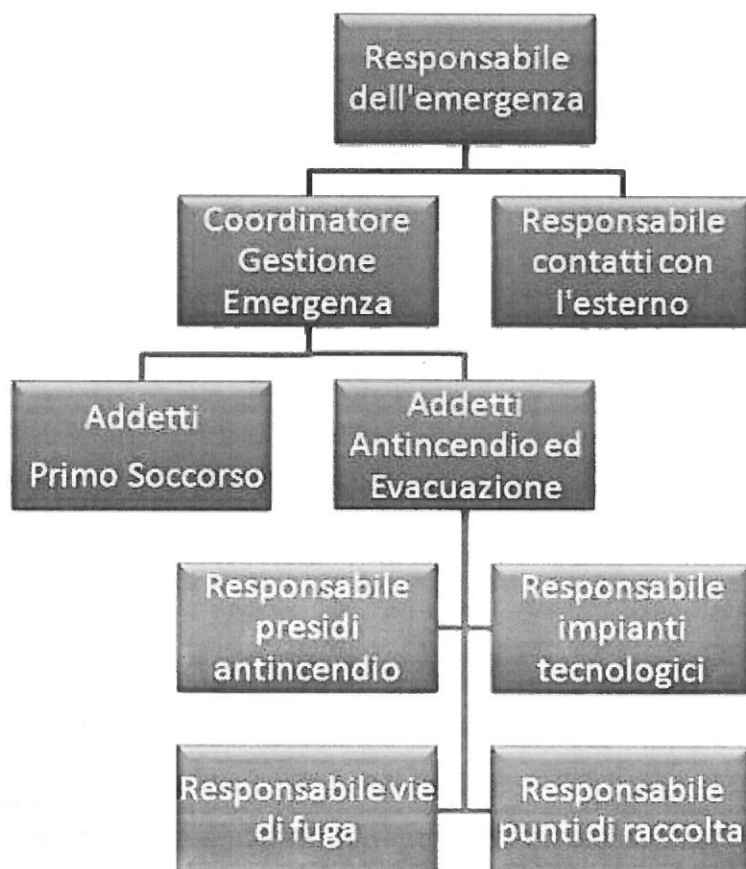 Responsabile
dell'emergenza
Coordinatore
Gestione
Emergenza
Responsabile
contatti con
l'esterno
Addetti
Primo Soccorso
Addetti
Antincendio ed
Evacuazione
Responsabile
presidi
antincendio
Responsabile
impianti
tecnologici
Responsabile vie
di fuga
Responsabile
punti di raccolta